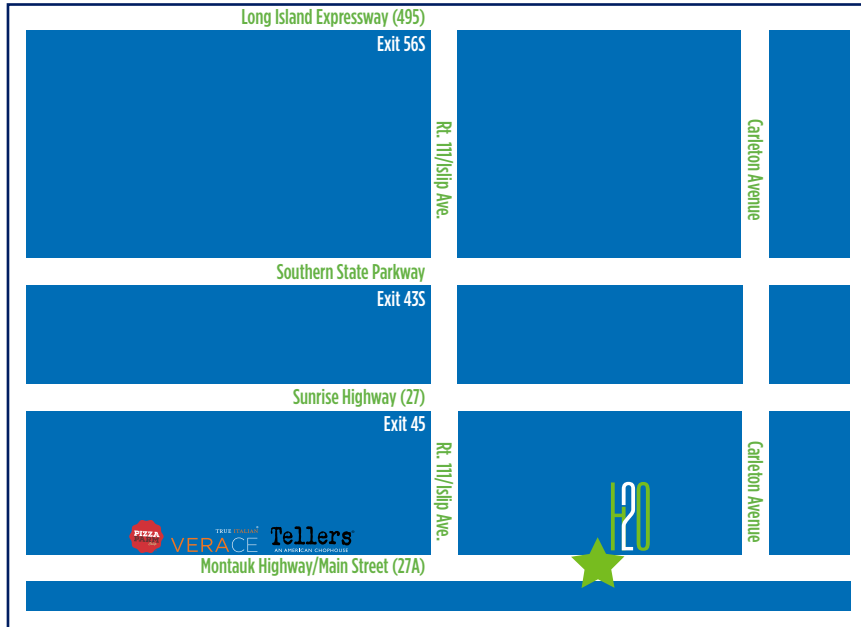 Long Island Expressway (495)
Exit 56S
Rt. 111/Islip Ave.
Carleton Avenue
Southern State Parkway
Exit 43S
Sunrise Highway (27)
Exit 45
Rt. 111/Islip Ave.
Carleton Avenue
H2O
PIZZA
TRUE ITALIAN
VERACE
Tellers
AN AMERICAN CHOPHOUSE
Montauk Highway/Main Street (27A)